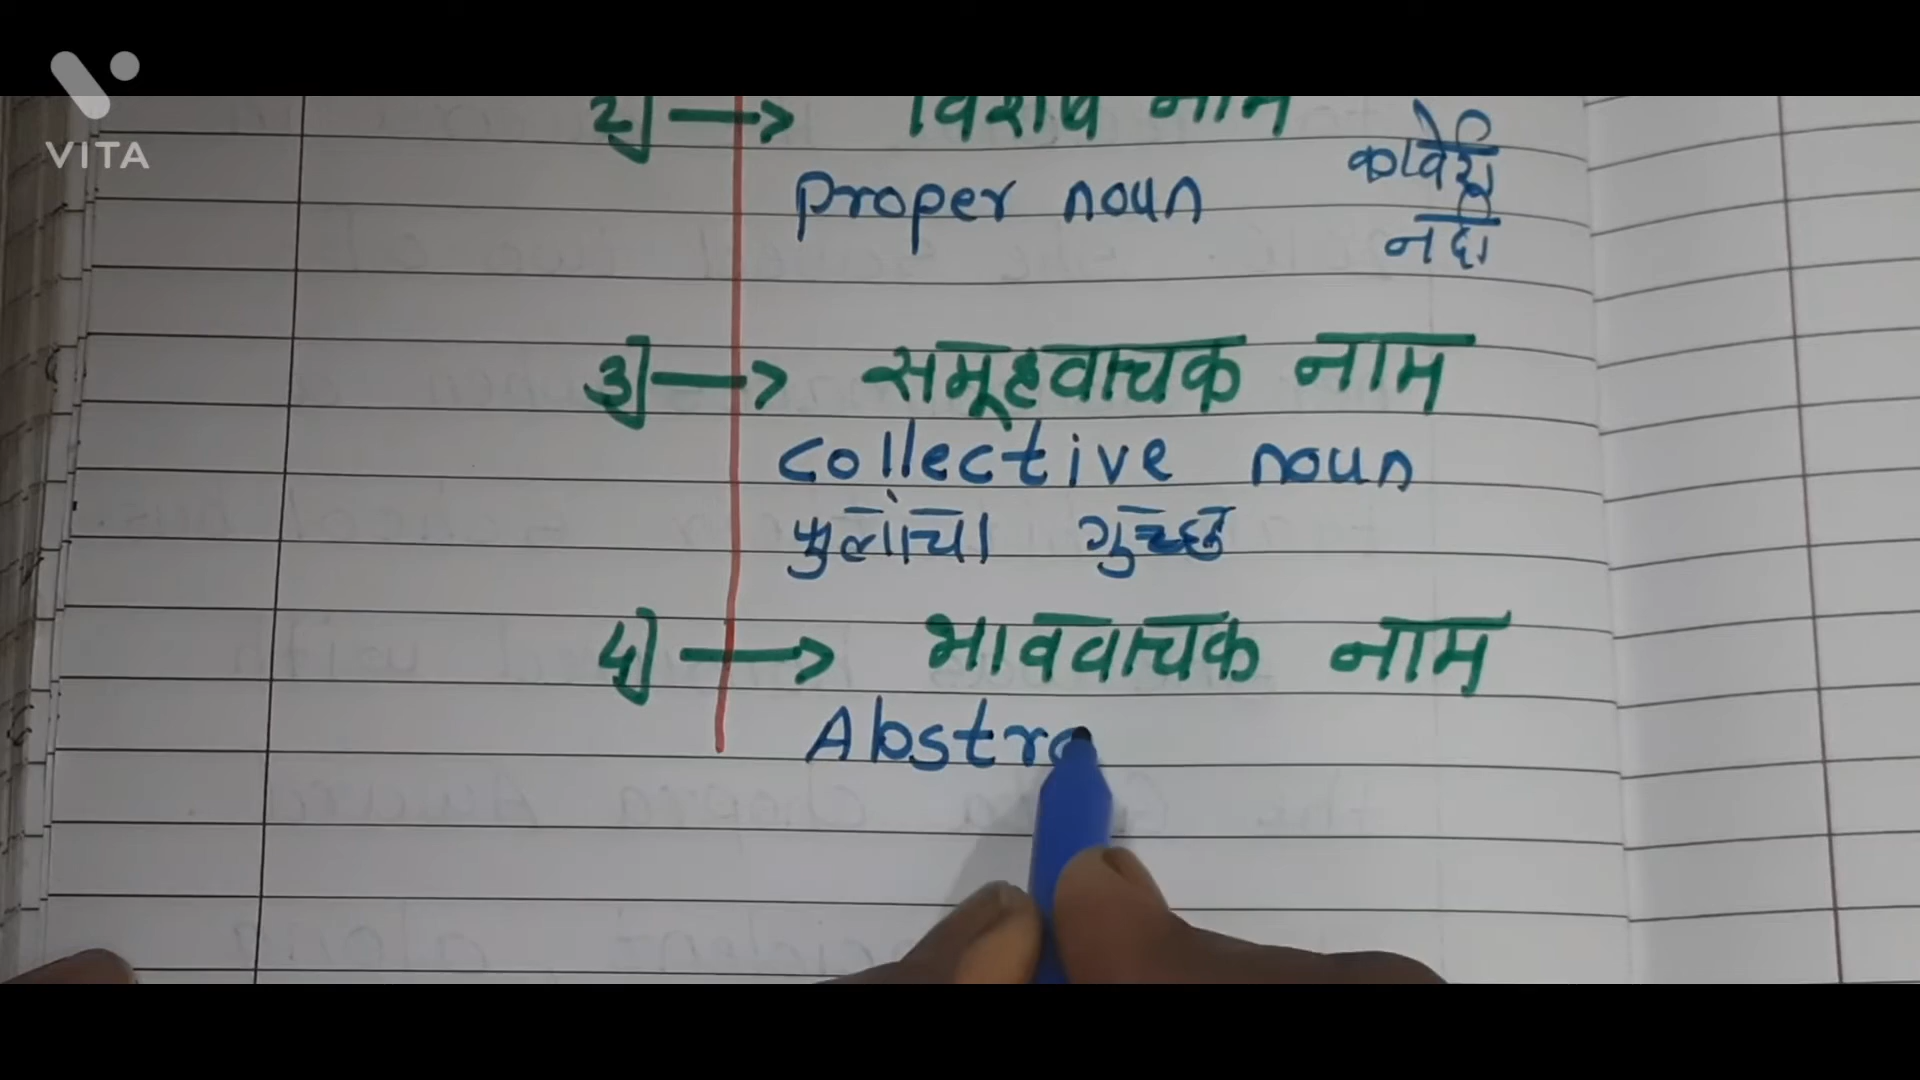 VITA
२) → विशेष नाम
Proper noun
कावेरी
नदी
३) → समूहवाचक नाम
Collective noun
फुलांचा गुच्छ
४) → भाववाचक नाम
Abstra